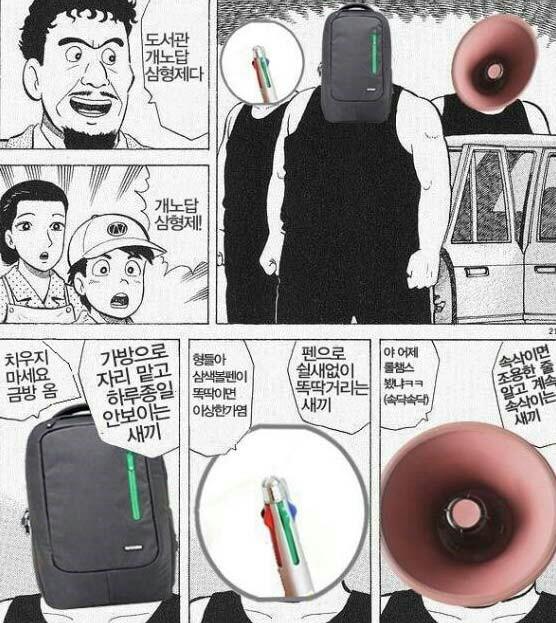 도서관
개노답
삼형제다
개노답
삼형제!
21
치우지
마세요
금방 옴
가방으로
자리 맡고
하루종일
안보이는
새끼
형들아
삼색볼펜이
똑딱이면
이상한가염
펜으로
쉴새없이
똑딱거리는
새끼
야 어제
롤챔스
봤냐ㅋㅋ
(속닥속닥)
속삭이면
조용한 줄
알고 계속
속삭이는
새끼